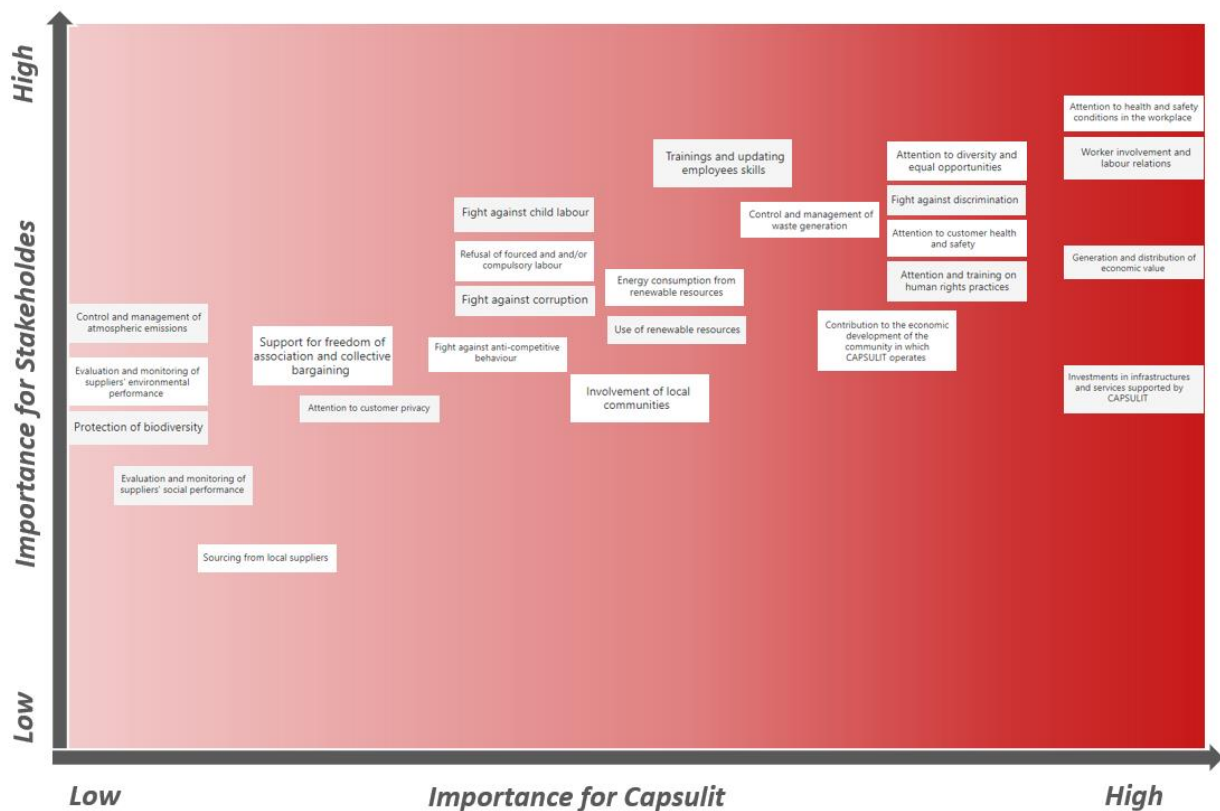 High
Importance for Stakeholdes
Low
Attention to health and safety
conditions in the workplace
Worker involvement and
labour relations
Trainings and updating
employees skills
Attention to diversity and
equal opportunities
Fight against discrimination
Fight against child labour
Control and management of
waste generation
Attention to customer health
and safety
Refusal of fourced and and/or
compulsory labour
Generation and distribution of
economic value
Attention and training on
human rights practices
Energy consumption from
renewable resources
Fight against corruption
Control and management of
atmospheric emissions
Use of renewable resources
Contribution to the economic
development of the
community in which
CAPSULIT operates
Support for freedom of
association and collective
bargaining
Fight against anti-competitive
behaviour
Evaluation and monitoring of
suppliers' environmental
performance
Investments in infrastructures
and services supported by
CAPSULIT
Involvement of local
communities
Attention to customer privacy
Protection of biodiversity
Evaluation and monitoring of
suppliers' social performance
Sourcing from local suppliers
Low
Importance for Capsulit
High